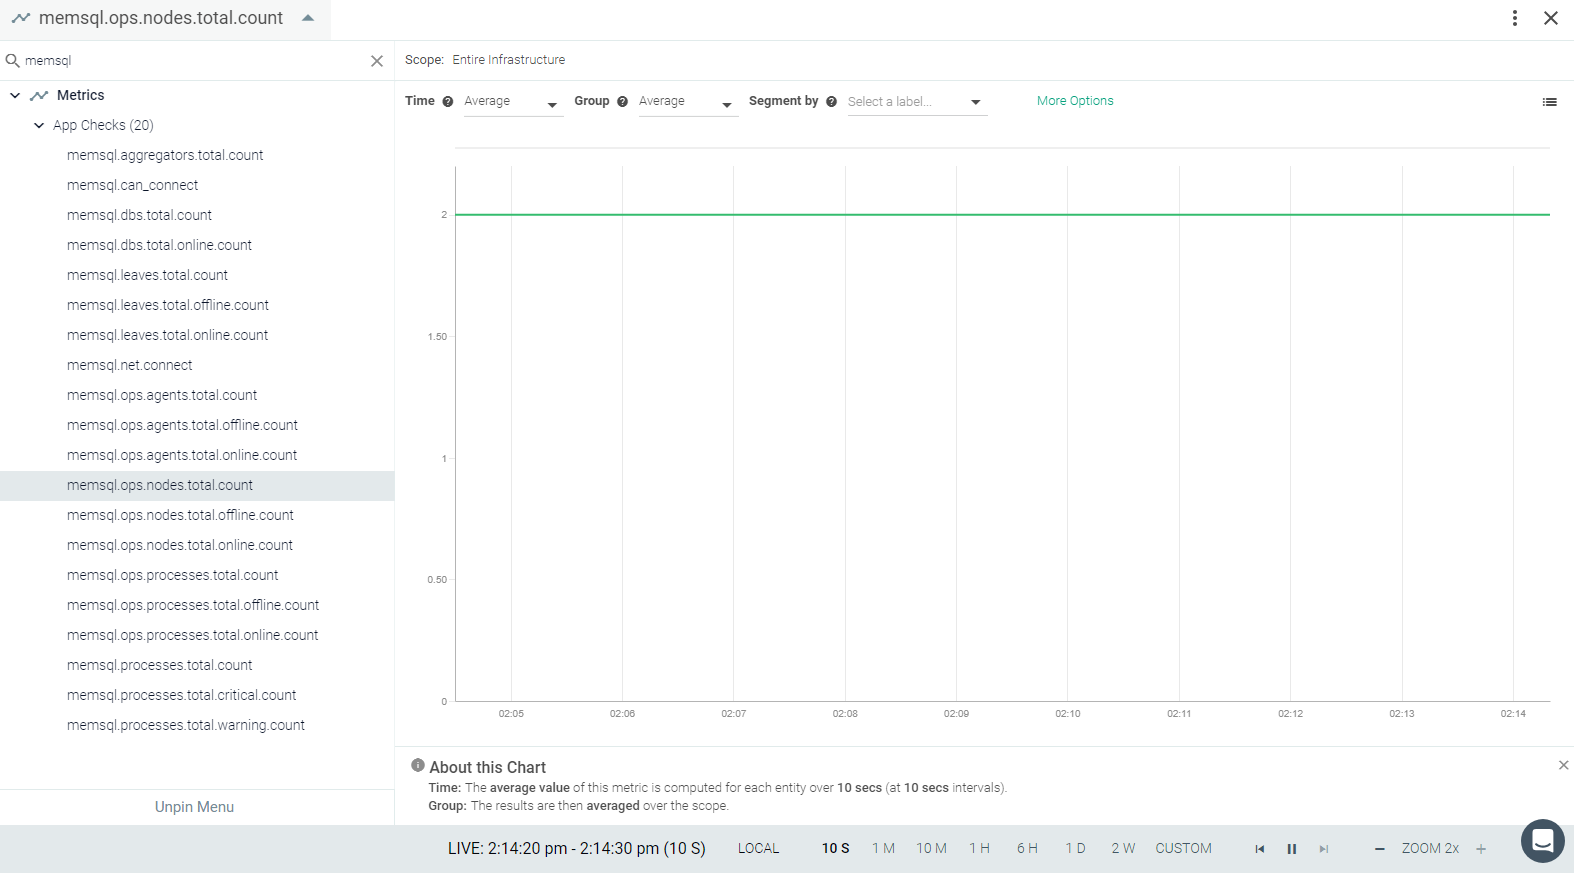 memsql.ops.nodes.total.count
memsql
Metrics
App Checks (20)
memsql.aggregators.total.count
memsql.can_connect
memsql.dbs.total.count
memsql.dbs.total.online.count
memsql.leaves.total.count
memsql.leaves.total.offline.count
memsql.leaves.total.online.count
memsql.net.connect
memsql.ops.agents.total.count
memsql.ops.agents.total.offline.count
memsql.ops.agents.total.online.count
memsql.ops.nodes.total.count
memsql.ops.nodes.total.offline.count
memsql.ops.nodes.total.online.count
memsql.ops.processes.total.count
memsql.ops.processes.total.offline.count
memsql.ops.processes.total.online.count
memsql.processes.total.count
memsql.processes.total.critical.count
memsql.processes.total.warning.count
Unpin Menu
Scope: Entire Infrastructure
Time ? Average Group ? Average Segment by ? Select a label... More Options
2
1.50
1
0.50
0
02:05 02:06 02:07 02:08 02:09 02:10 02:11 02:12 02:13 02:14
About this Chart
Time: The average value of this metric is computed for each entity over 10 secs (at 10 secs intervals).
Group: The results are then averaged over the scope.
LIVE: 2:14:20 pm - 2:14:30 pm (10 S) LOCAL 10 S 1 M 10 M 1 H 6 H 1 D 2 W CUSTOM ZOOM 2x